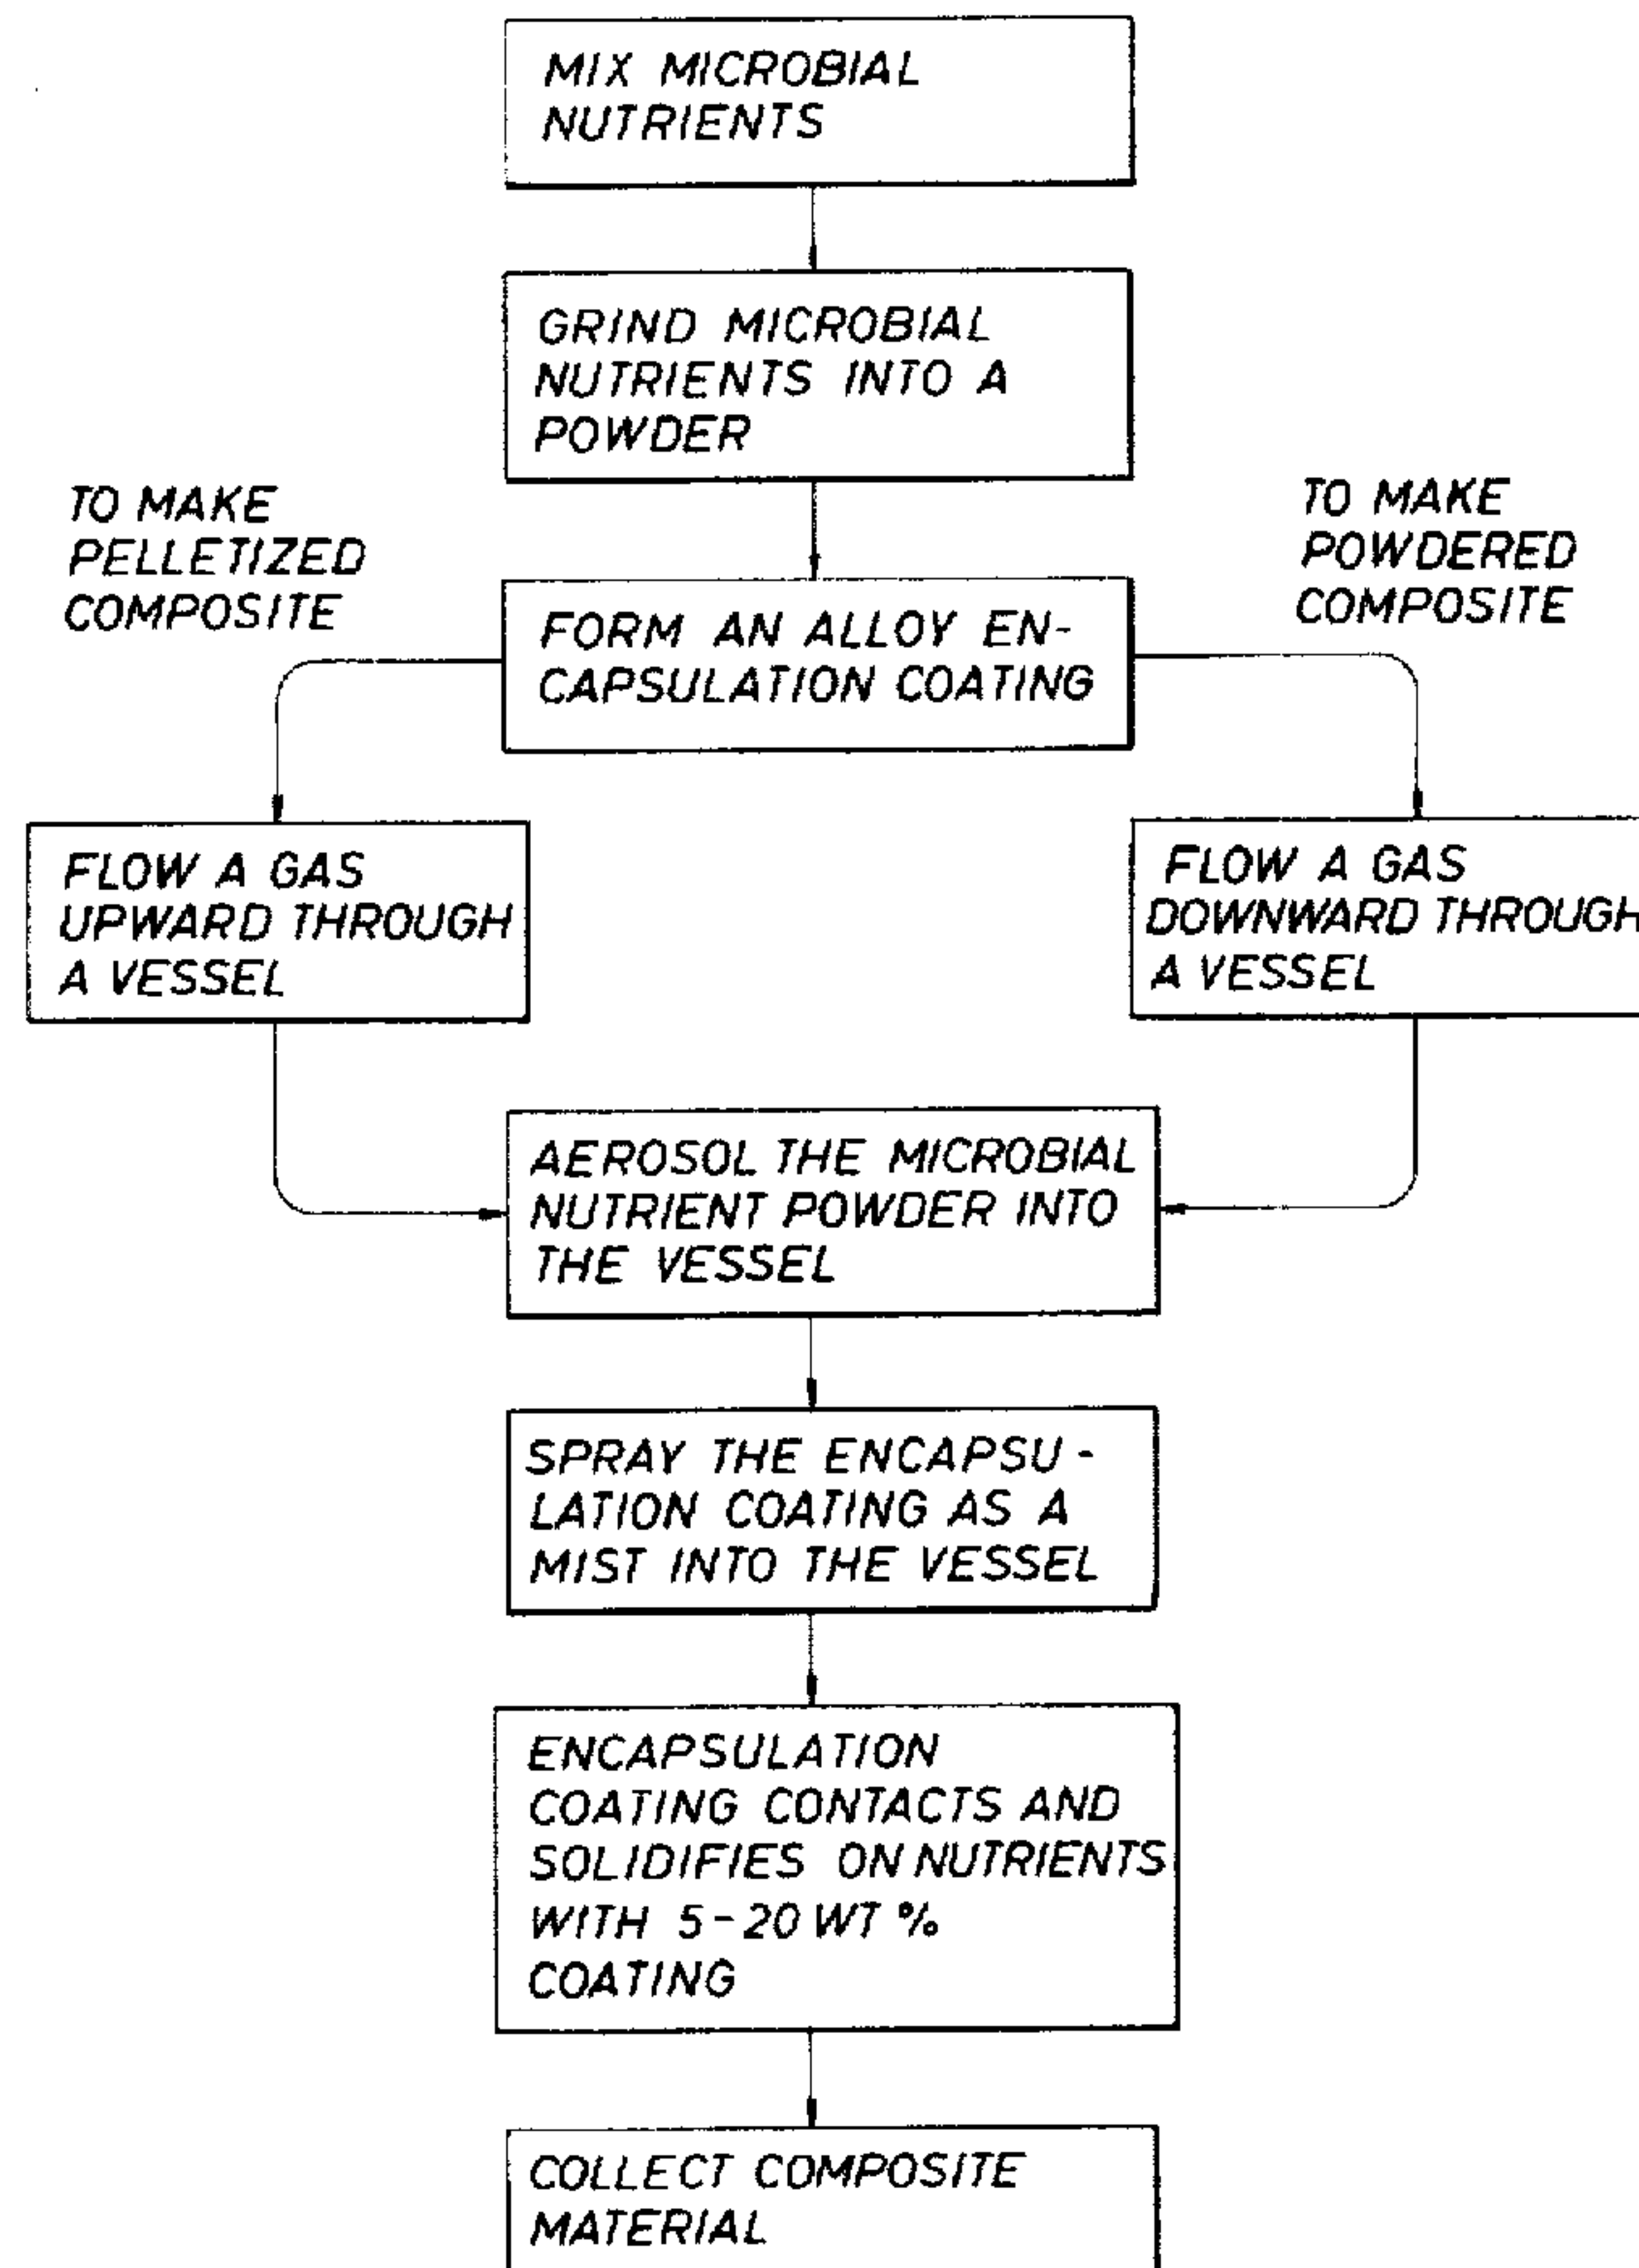 MIX MICROBIAL
NUTRIENTS
GRIND MICROBIAL
NUTRIENTS INTO A
POWDER
TO MAKE
PELLETIZED
COMPOSITE
TO MAKE
POWDERED
COMPOSITE
FORM AN ALLOY EN-
CAPSULATION COATING
FLOW A GAS
UPWARD THROUGH
A VESSEL
FLOW A GAS
DOWNWARD THROUGH
A VESSEL
AEROSOL THE MICROBIAL
NUTRIENT POWDER INTO
THE VESSEL
SPRAY THE ENCAPSU-
LATION COATING AS A
MIST INTO THE VESSEL
ENCAPSULATION
COATING CONTACTS AND
SOLIDIFIES ON NUTRIENTS
WITH 5-20 WT %
COATING
COLLECT COMPOSITE
MATERIAL